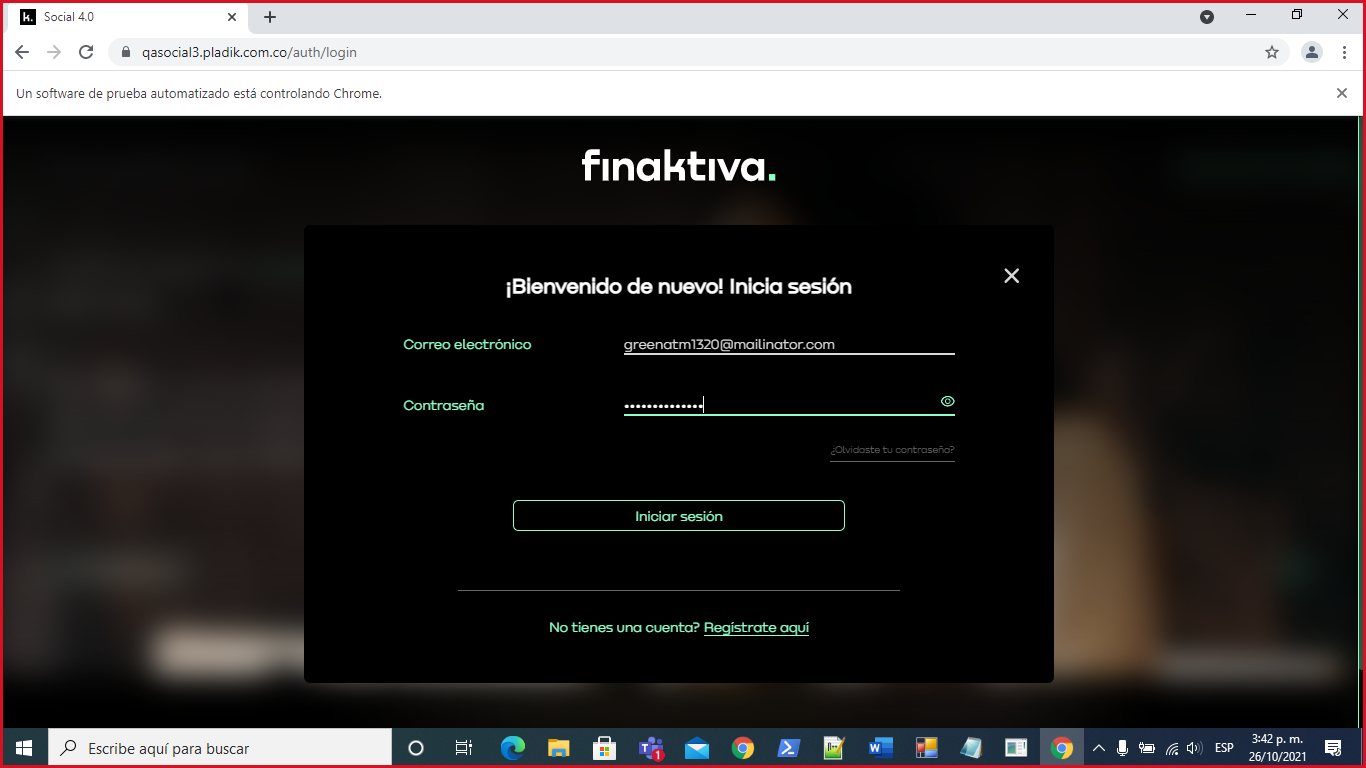 k. Social 4.0
qasocial3.pladik.com.co/auth/login
Un software de prueba automatizado está controlando Chrome.
finaktiva.
¡Bienvenido de nuevo! Inicia sesión
Correo electrónico
greenatm1320@mailinator.com
Contraseña
••••••••••••••
¿Olvidaste tu contraseña?
Iniciar sesión
No tienes una cuenta? Regístrate aquí
Escribe aquí para buscar
1
ESP
3:42 p. m.
26/10/2021